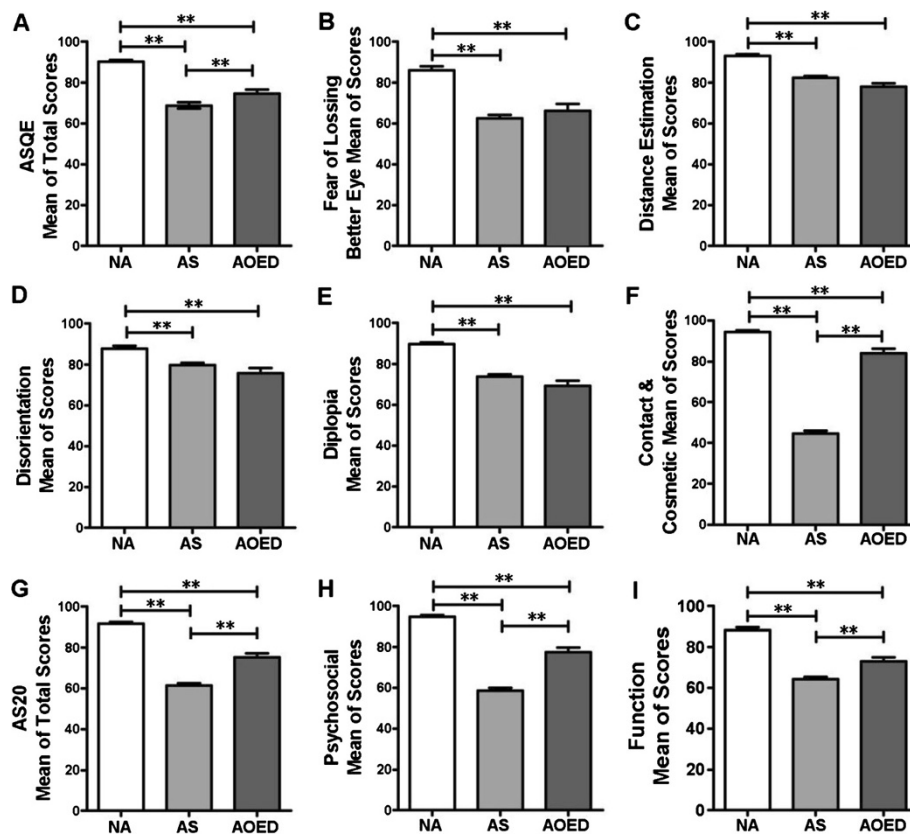 A
ASQE
Mean of Total Scores
100
80
60
40
20
0
**
**
**
NA AS AOED
B
Fear of Lossing
Better Eye Mean of Scores
100
80
60
40
20
0
**
**
NA AS AOED
C
Distance Estimation
Mean of Scores
100
80
60
40
20
0
**
**
NA AS AOED
D
Disorientation
Mean of Scores
100
80
60
40
20
0
**
**
NA AS AOED
E
Diplopia
Mean of Scores
100
80
60
40
20
0
**
**
NA AS AOED
F
Contact &
Cosmetic Mean of Scores
100
80
60
40
20
0
**
**
**
NA AS AOED
G
AS20
Mean of Total Scores
100
80
60
40
20
0
**
**
**
NA AS AOED
H
Psychosocial
Mean of Scores
100
80
60
40
20
0
**
**
**
NA AS AOED
I
Function
Mean of Scores
100
80
60
40
20
0
**
**
**
NA AS AOED